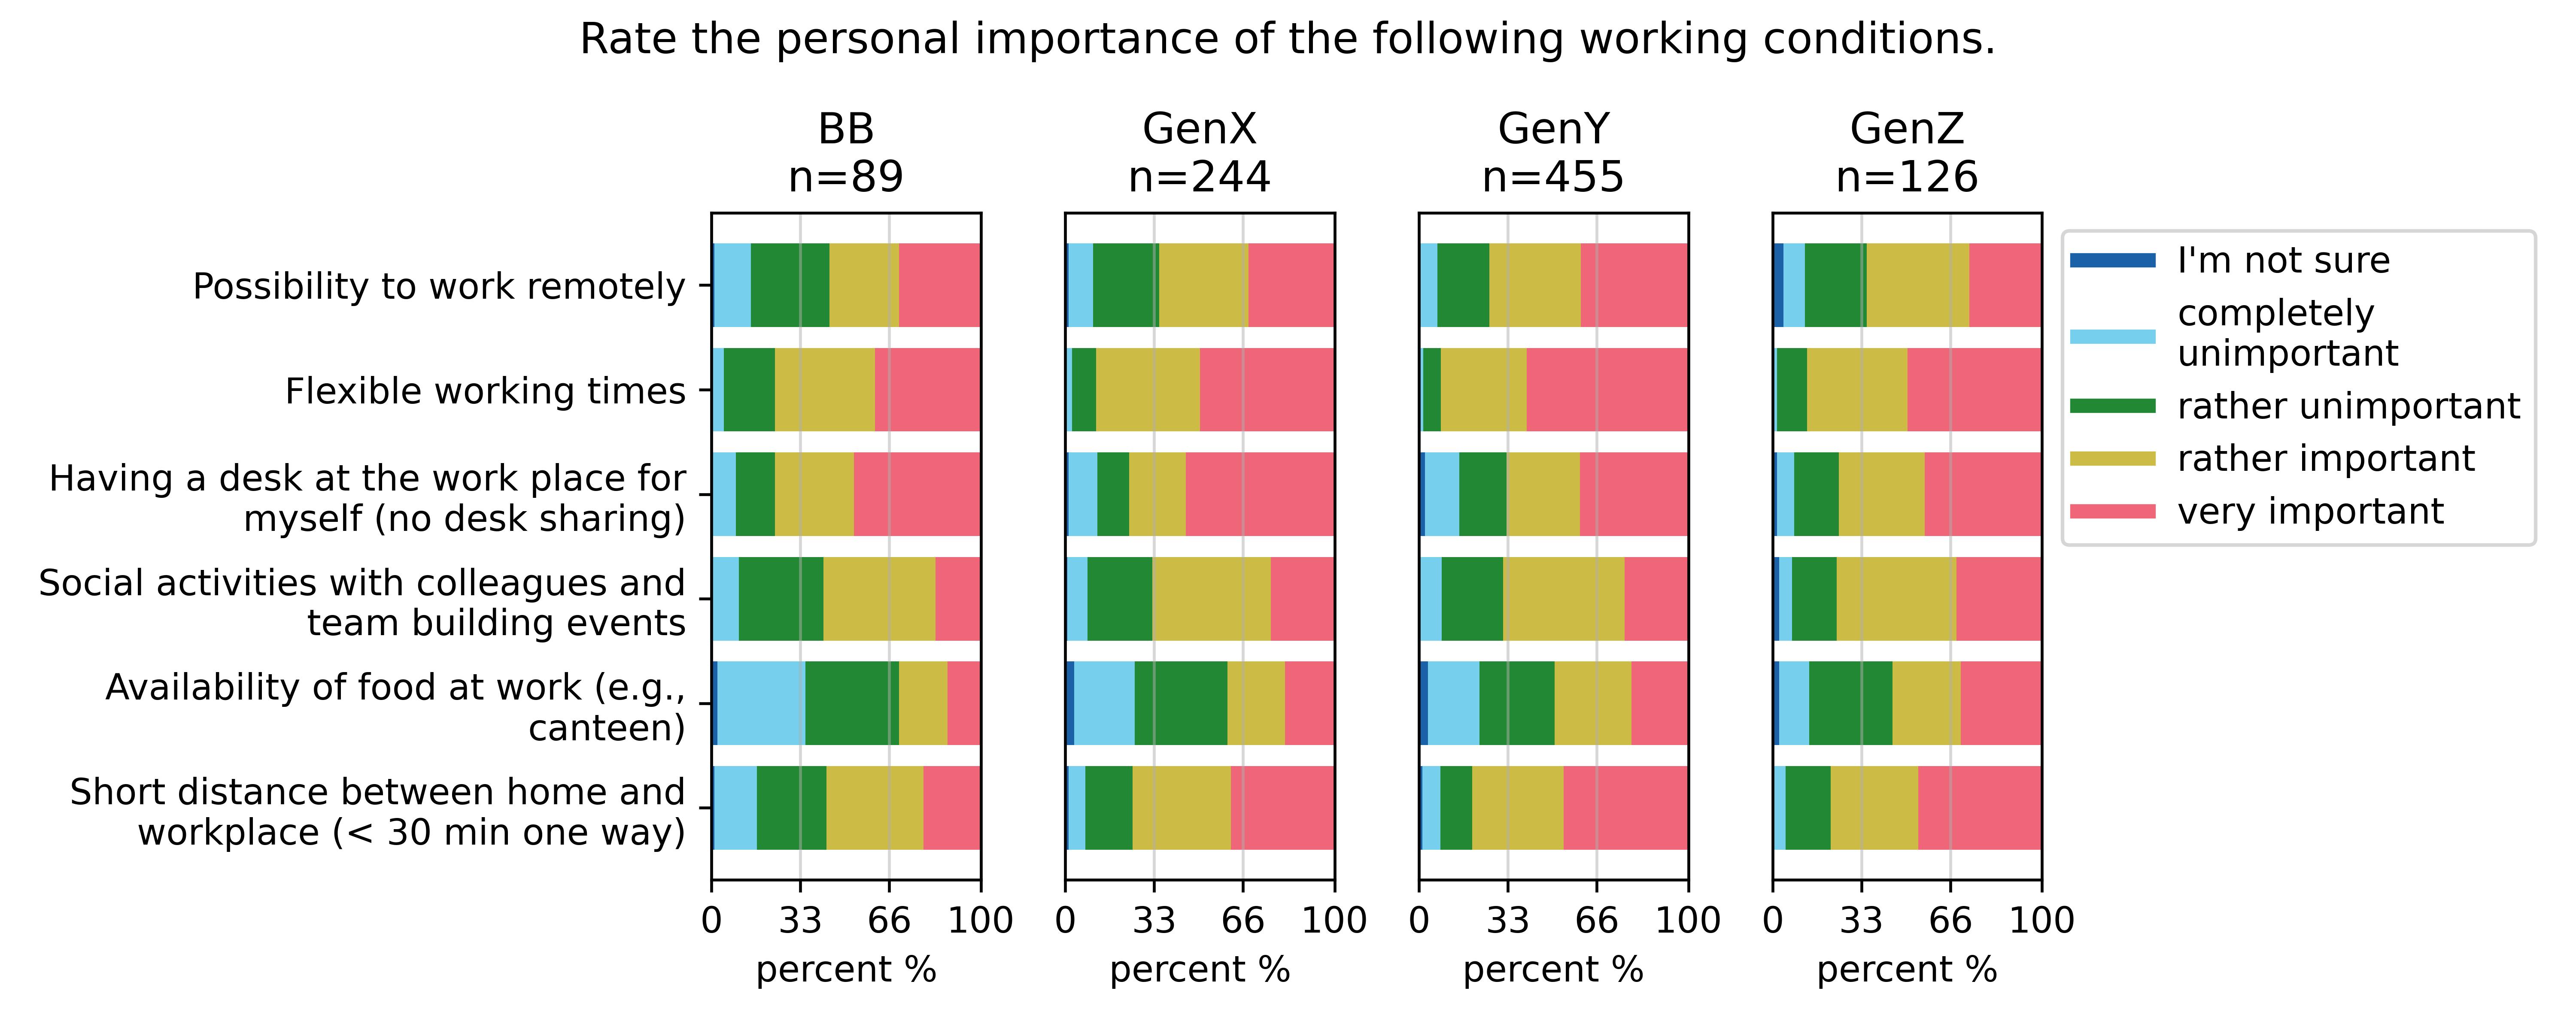 Rate the personal importance of the following working conditions.
BB
n=89
GenX
n=244
GenY
n=455
GenZ
n=126
Possibility to work remotely
Flexible working times
Having a desk at the work place for
myself (no desk sharing)
Social activities with colleagues and
team building events
Availability of food at work (e.g.,
canteen)
Short distance between home and
workplace (< 30 min one way)
0 33 66 100
percent %
0 33 66 100
percent %
0 33 66 100
percent %
0 33 66 100
percent %
I'm not sure
completely
unimportant
rather unimportant
rather important
very important